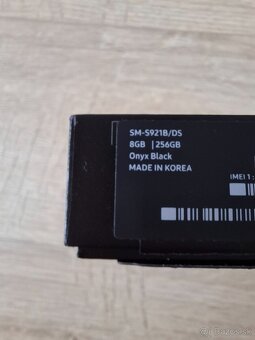 SM-S921B/DS
8GB | 256GB
Onyx Black
MADE IN KOREA
IMEI 1 :